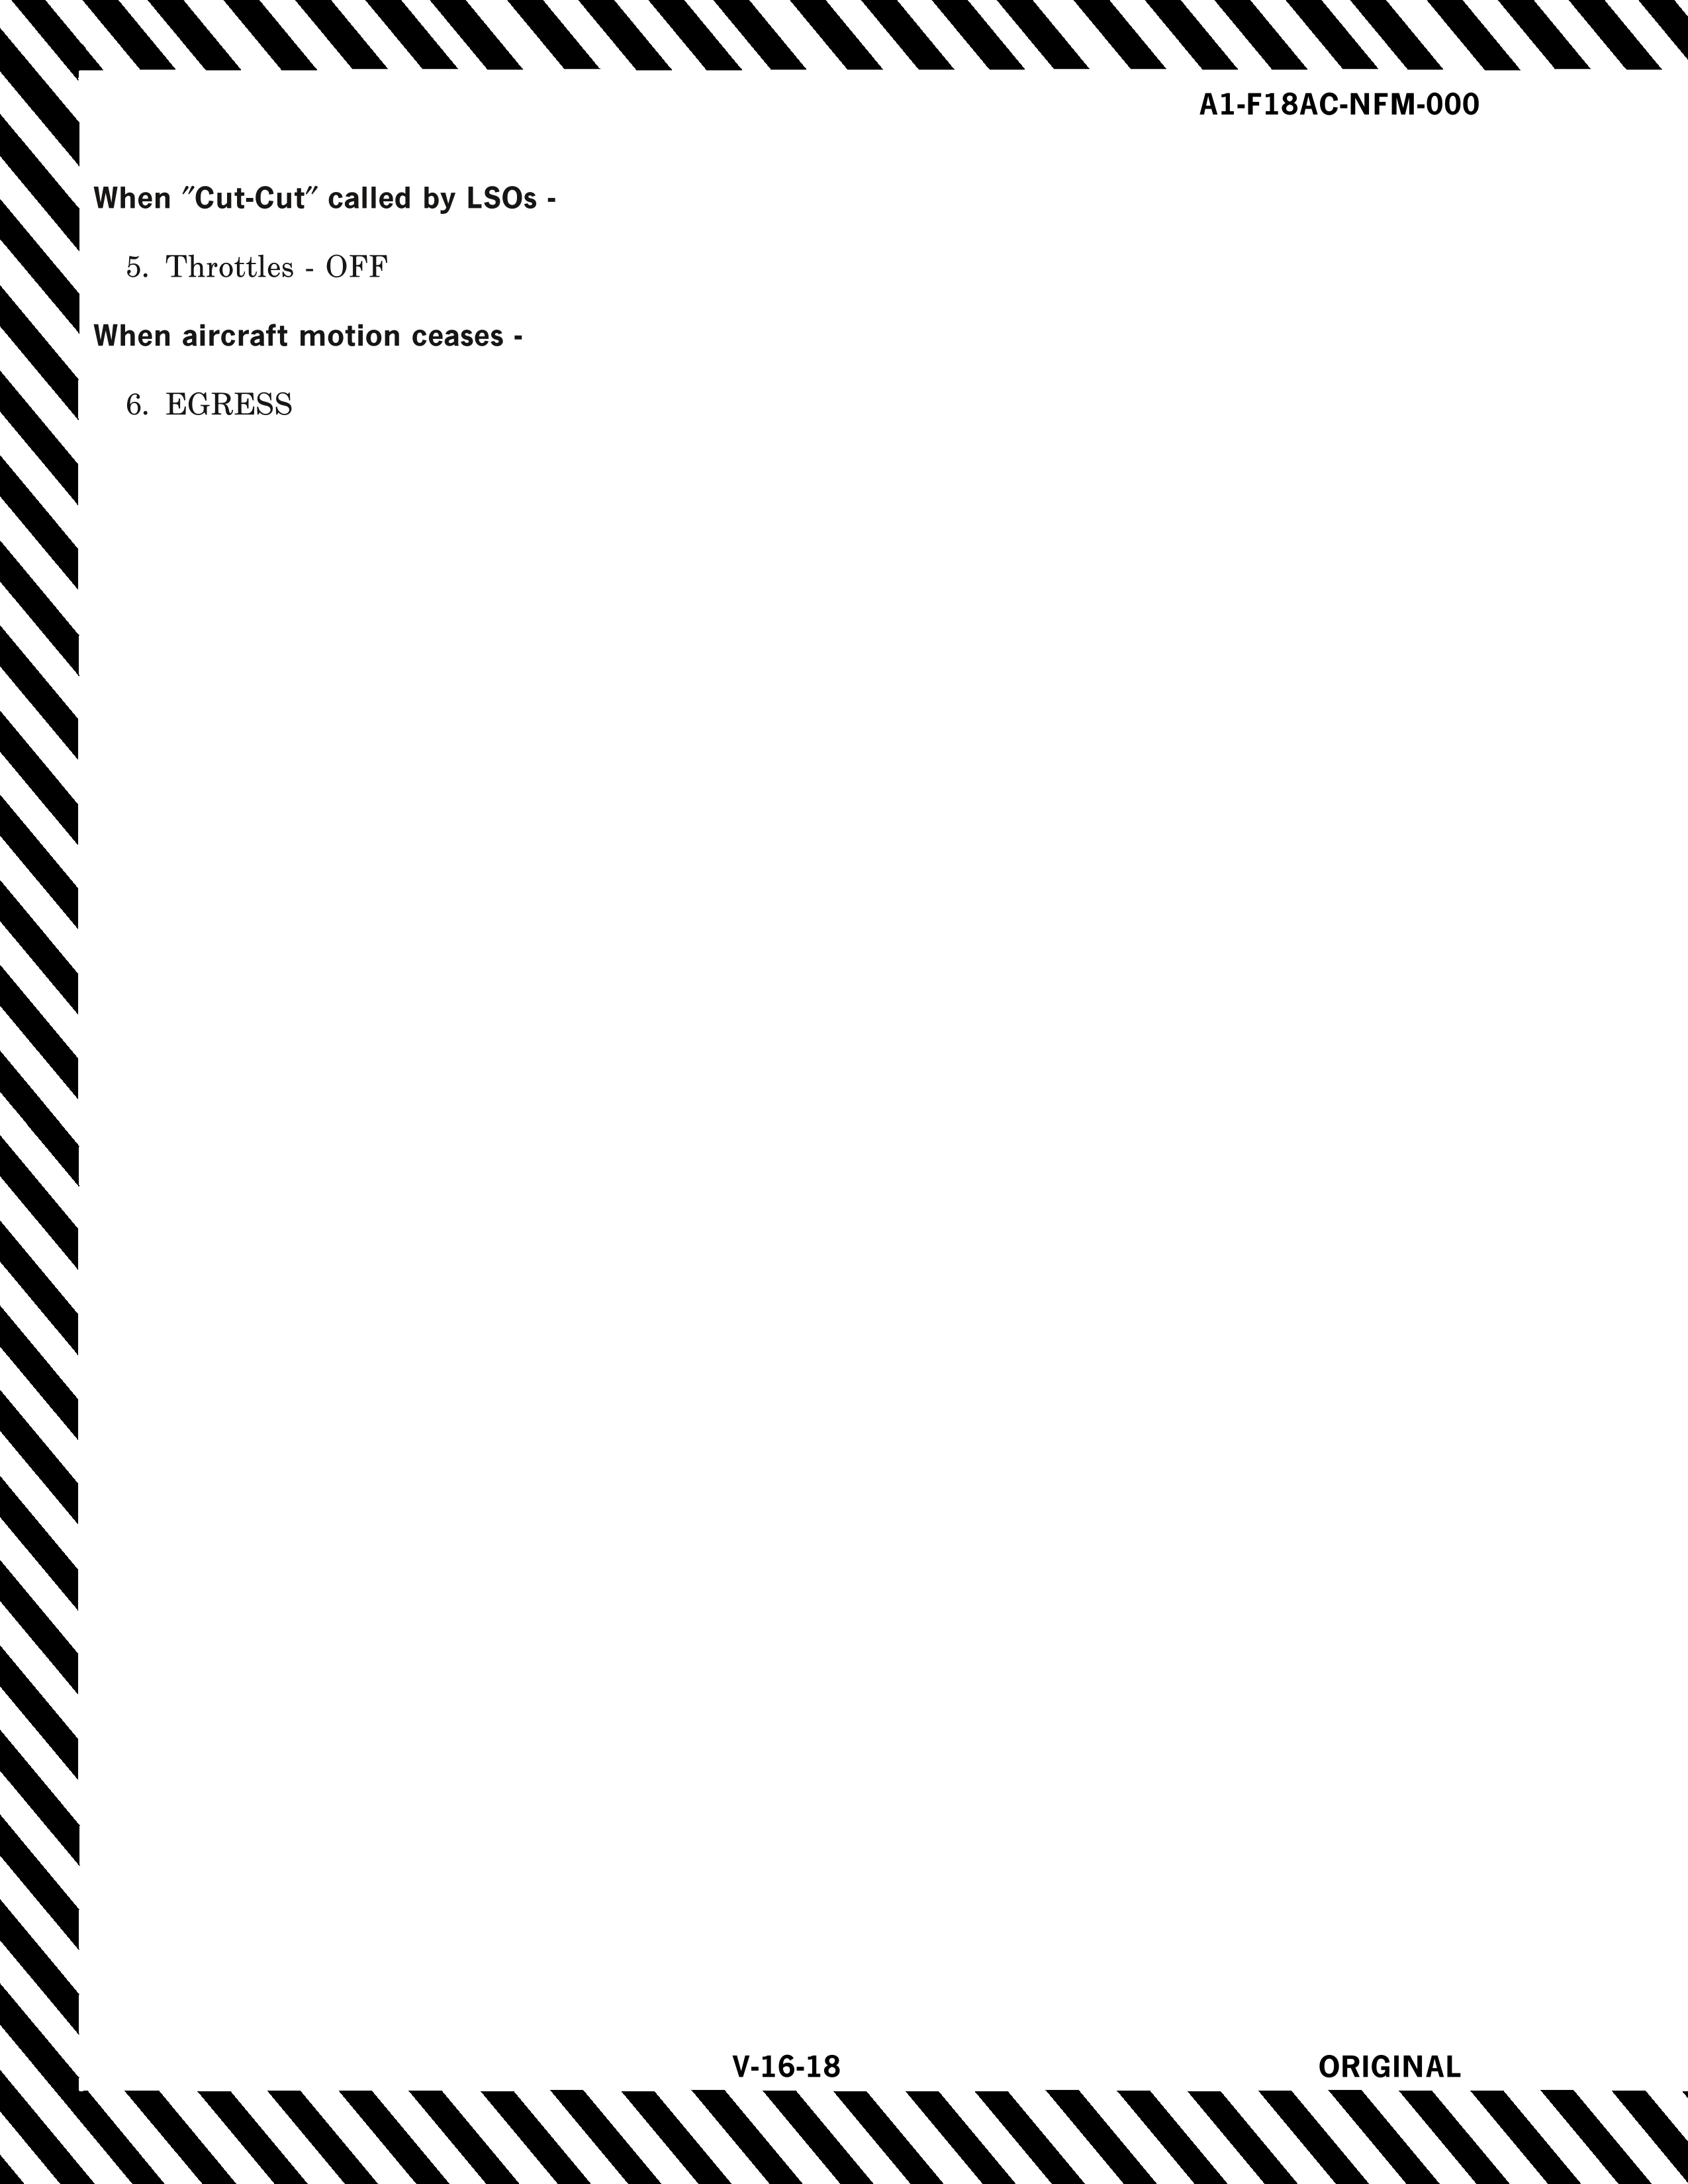 A1-F18AC-NFM-000
When ″Cut-Cut″ called by LSOs -
5. Throttles - OFF
When aircraft motion ceases -
6. EGRESS
V-16-18 ORIGINAL